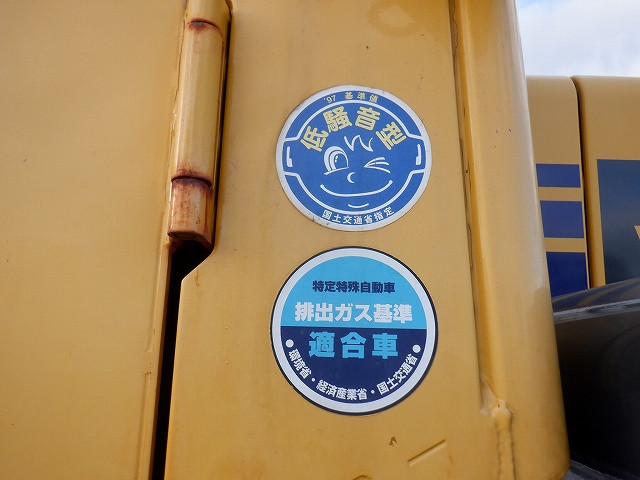 '97 基準値
低騒音型
国土交通省指定
特定特殊自動車
排出ガス基準
適合車
●環境省・経済産業省・国土交通省●